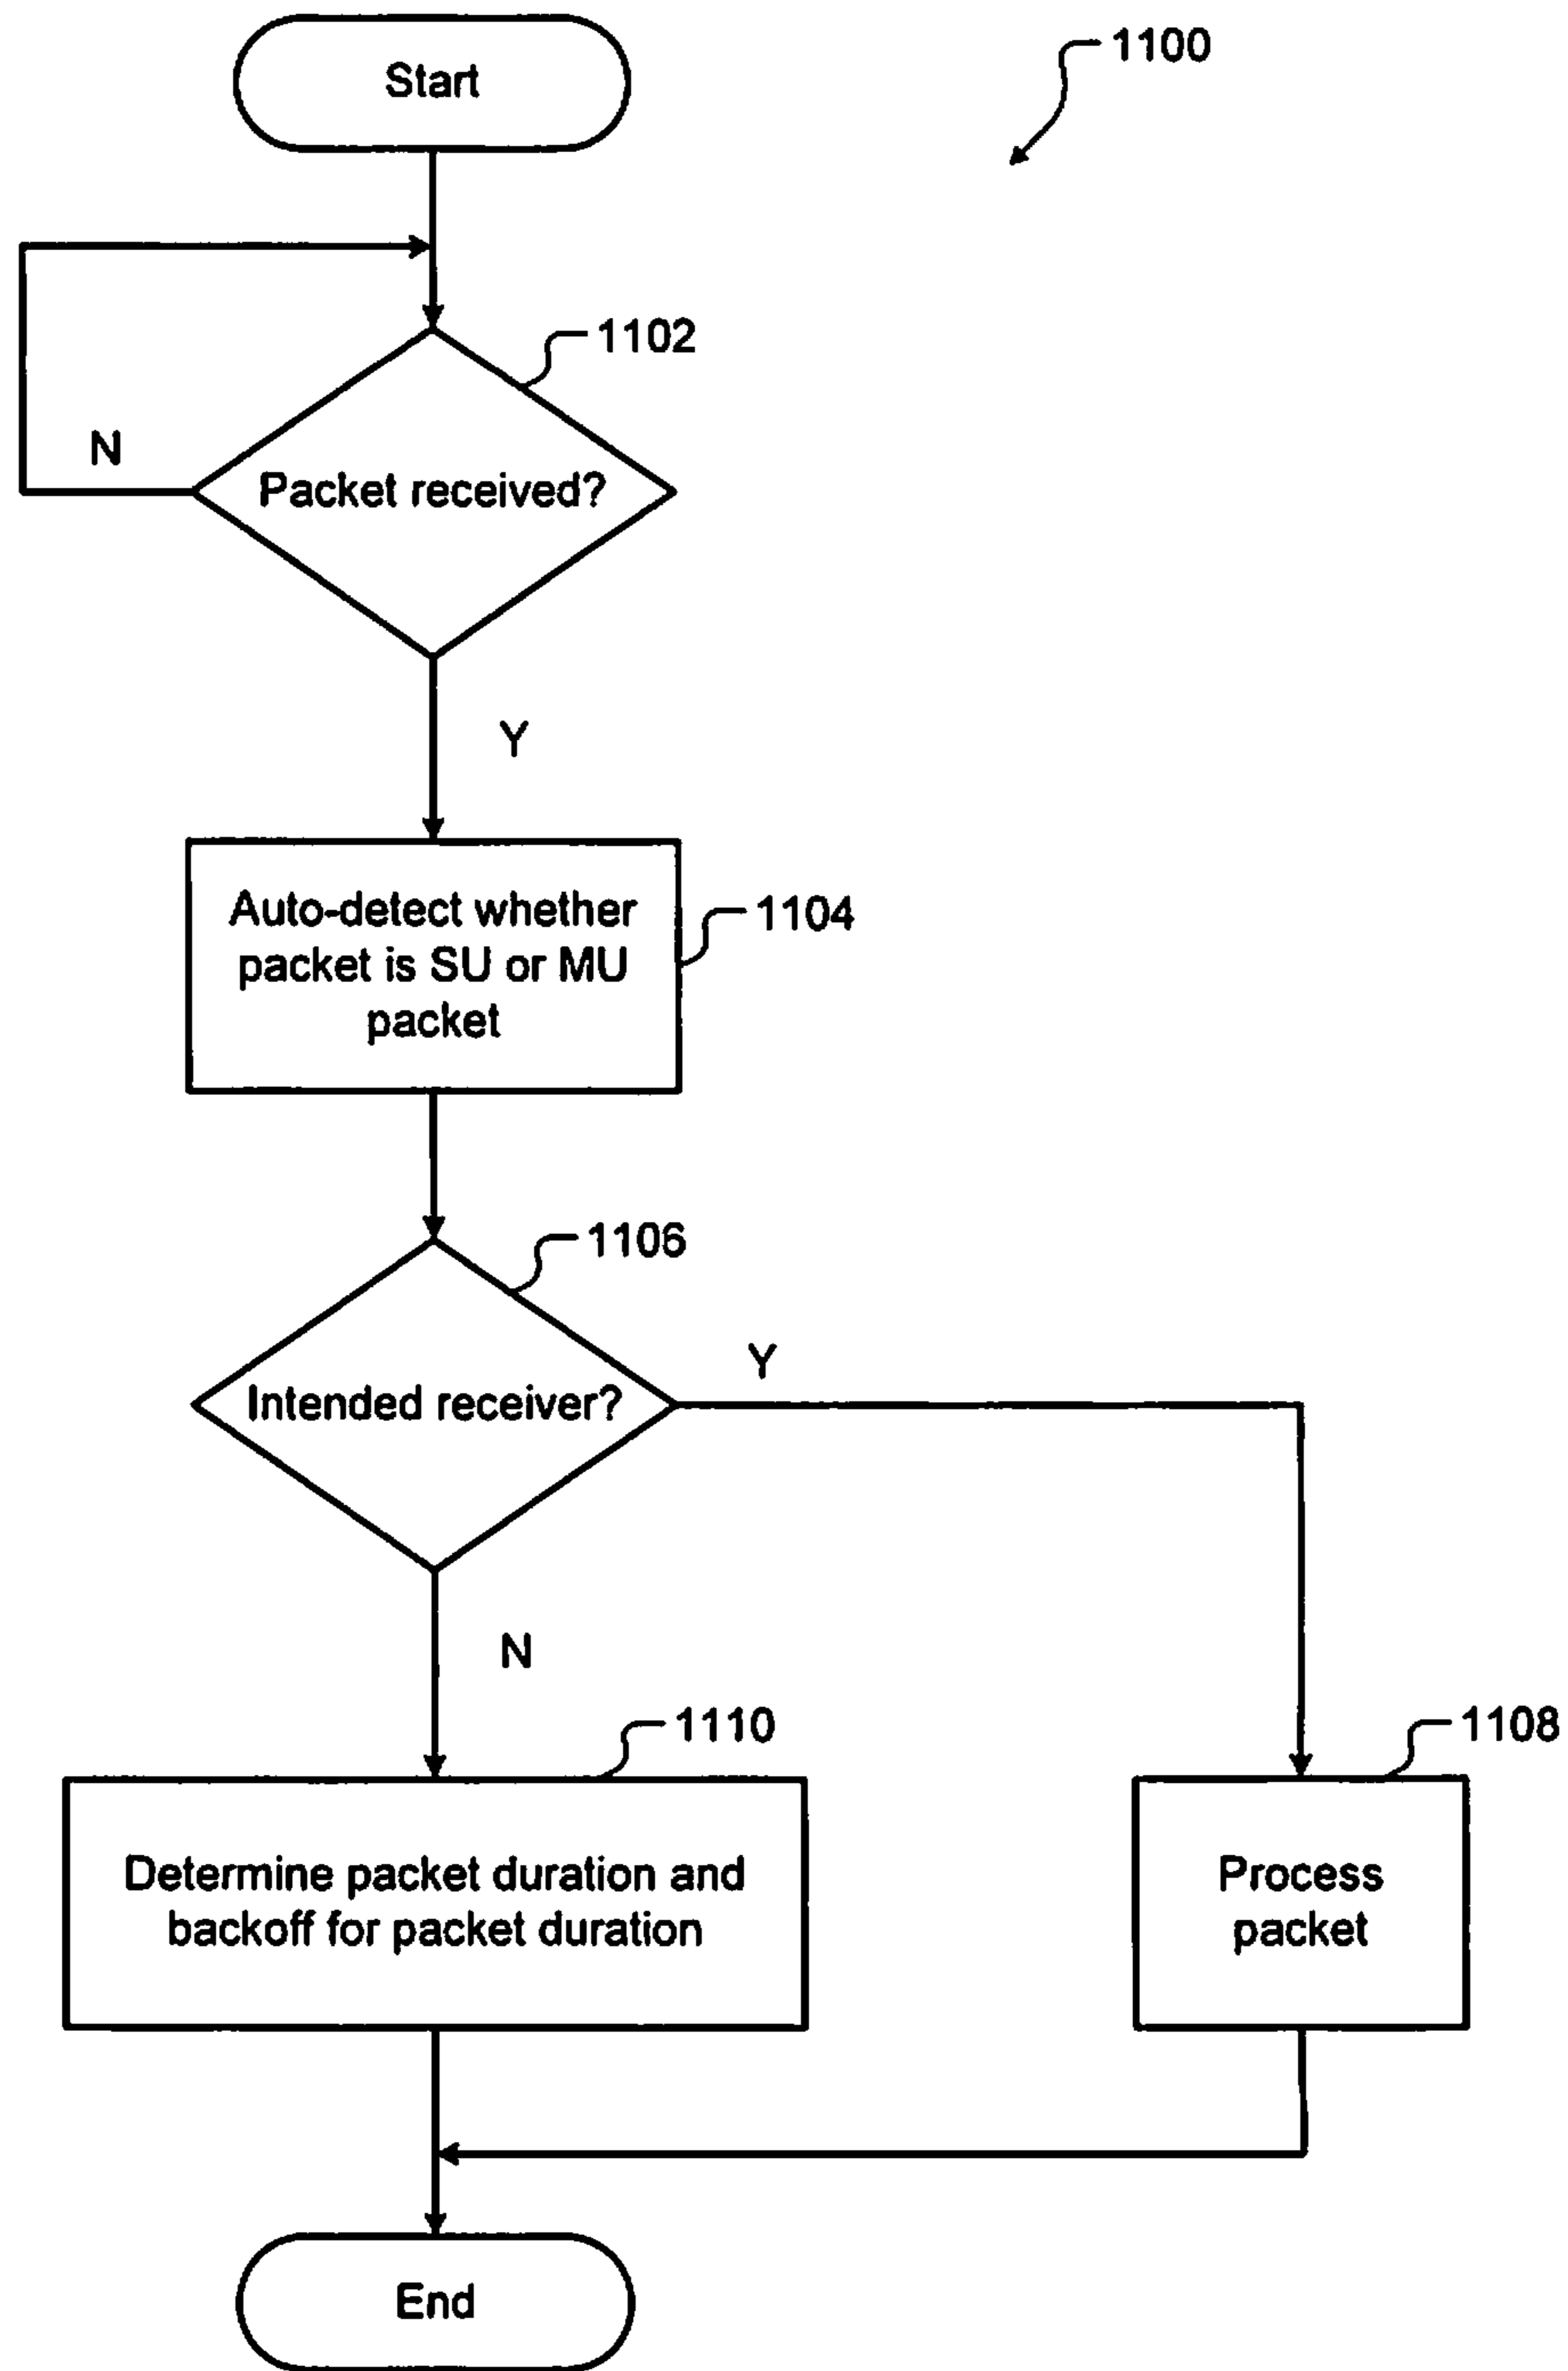 Start
1100
1102
N
Packet received?
Y
Auto-detect whether
packet is SU or MU
packet
1104
1106
Intended receiver?
Y
N
1110
1108
Determine packet duration and
backoff for packet duration
Process
packet
End